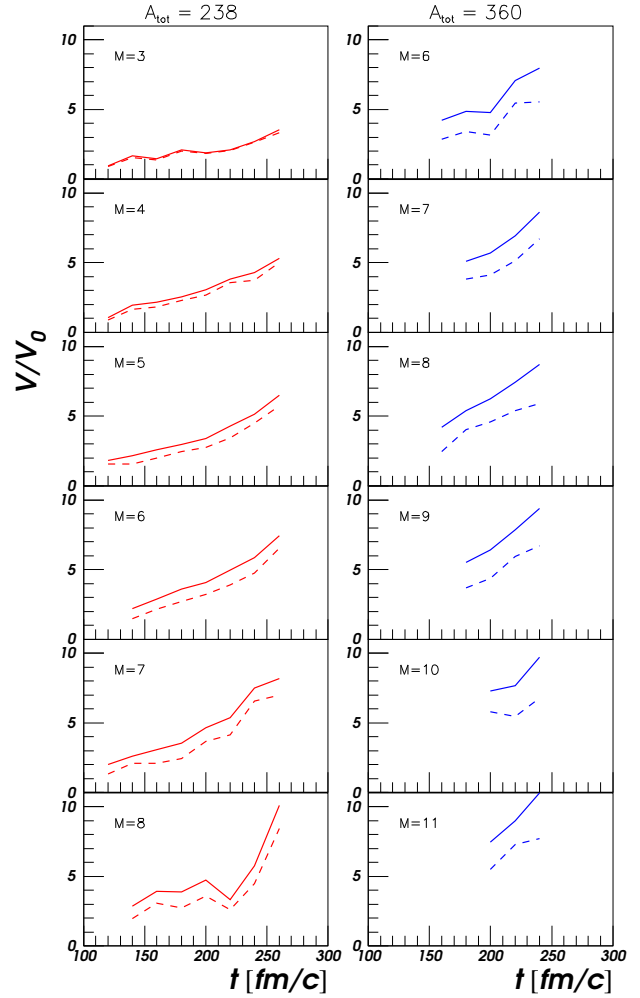 A_tot = 238
A_tot = 360
10
5
0
M=3
M=6
10
5
0
M=4
M=7
10
5
0
M=5
M=8
V/V_0
10
5
0
M=6
M=9
10
5
0
M=7
M=10
10
5
0
M=8
M=11
100 150 200 250 300
100 150 200 250 300
t [fm/c]
t [fm/c]